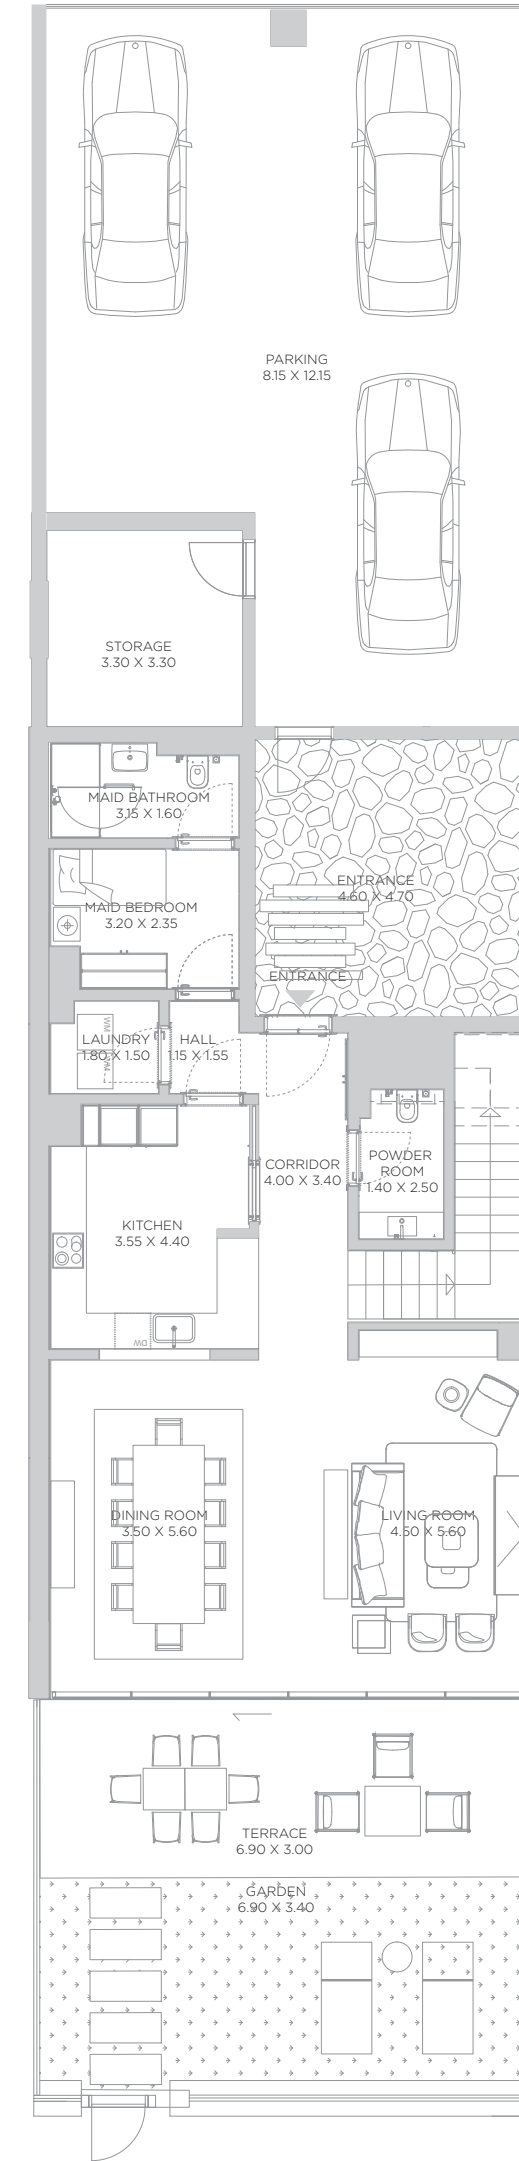 PARKING
8.15 X 12.15
STORAGE
3.30 X 3.30
MAID BATHROOM
3.15 X 1.60
ENTRANCE
4.60 X 4.70
MAID BEDROOM
3.20 X 2.35
ENTRANCE
WM
LAUNDRY
1.80 X 1.50
HALL
1.15 X 1.55
POWDER
ROOM
1.40 X 2.50
CORRIDOR
4.00 X 3.40
KITCHEN
3.55 X 4.40
DW
DINING ROOM
3.50 X 5.60
LIVING ROOM
4.50 X 5.60
TERRACE
6.90 X 3.00
GARDEN
6.90 X 3.40